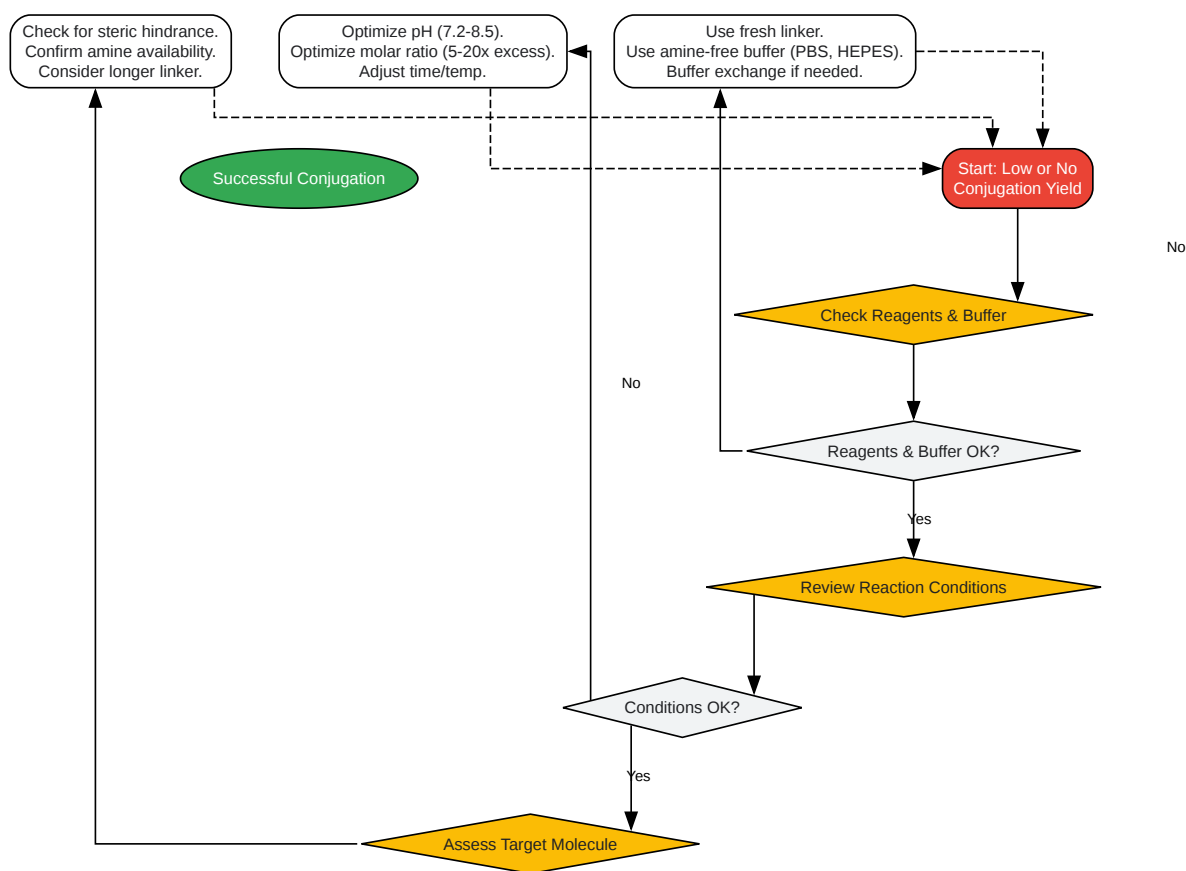 Check for steric hindrance.
Confirm amine availability.
Consider longer linker.
Optimize pH (7.2-8.5).
Optimize molar ratio (5-20x excess).
Adjust time/temp.
Use fresh linker.
Use amine-free buffer (PBS, HEPES).
Buffer exchange if needed.
Successful Conjugation
Start: Low or No
Conjugation Yield
No
Check Reagents & Buffer
No
Reagents & Buffer OK?
Yes
Review Reaction Conditions
Conditions OK?
Yes
Assess Target Molecule